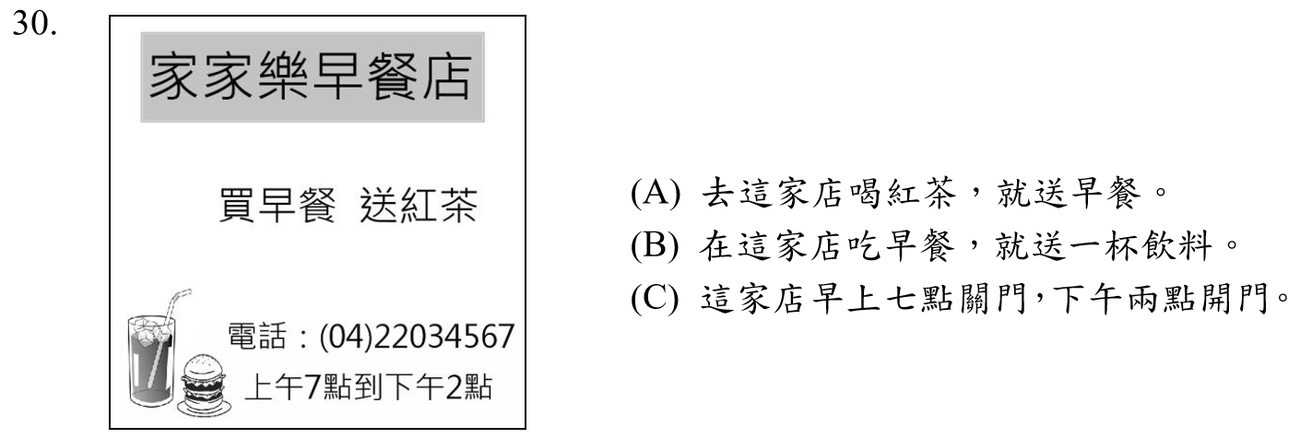 30.
家家樂早餐店
買早餐 送紅茶
電話：(04)22034567
上午7點到下午2點
(A) 去這家店喝紅茶，就送早餐。
(B) 在這家店吃早餐，就送一杯飲料。
(C) 這家店早上七點關門，下午兩點開門。